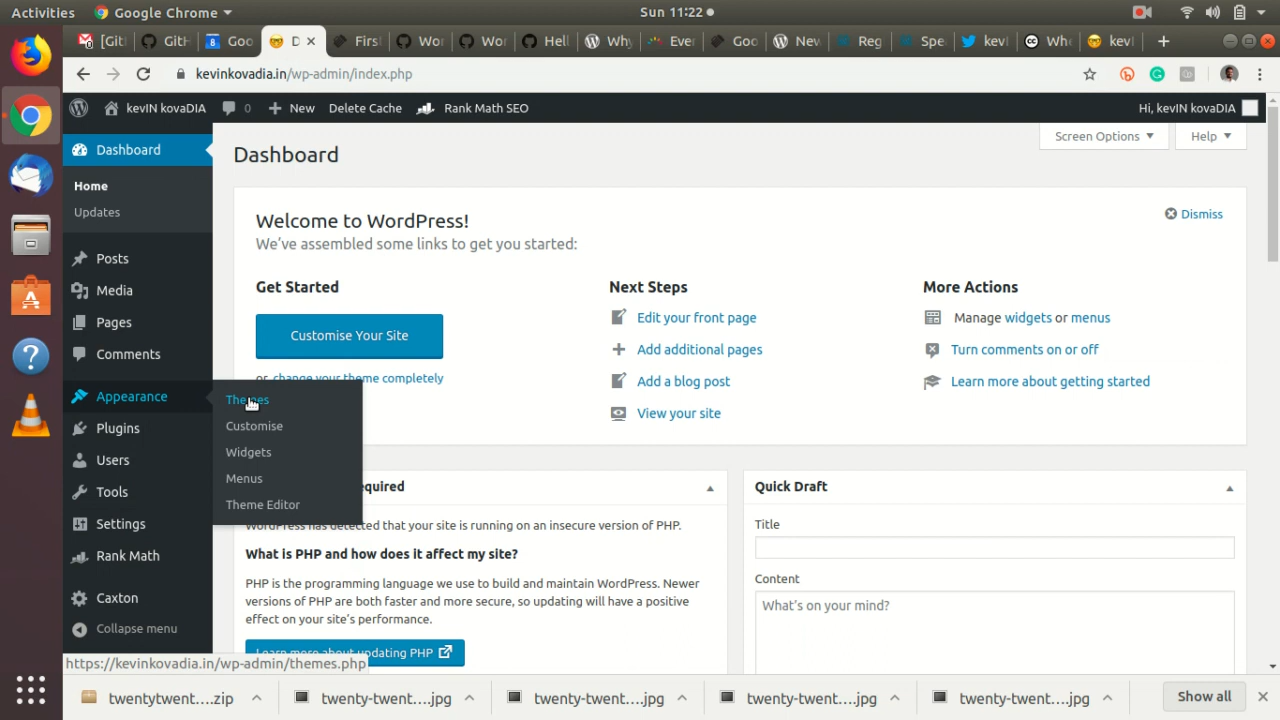 Activities
Google Chrome
Sun 11:22
[Git
GitH
Goo
D
First
Wor
Wor
Hell
Why
Ever
Goo
New
Reg
Spe
kevI
Whe
kevI
kevinkovadia.in/wp-admin/index.php
kevIN kovaDIA
0
New
Delete Cache
Rank Math SEO
Hi, kevIN kovaDIA
Dashboard
Home
Updates
Posts
Media
Pages
Comments
Appearance
Plugins
Users
Tools
Settings
Rank Math
Caxton
Collapse menu
Themes
Customise
Widgets
Menus
Theme Editor
Dashboard
Screen Options
Help
Welcome to WordPress!
Dismiss
We've assembled some links to get you started:
Get Started
Customise Your Site
or, change your theme completely
Next Steps
Edit your front page
Add additional pages
Add a blog post
View your site
More Actions
Manage widgets or menus
Turn comments on or off
Learn more about getting started
equired
WordPress has detected that your site is running on an insecure version of PHP.
What is PHP and how does it affect my site?
PHP is the programming language we use to build and maintain WordPress. Newer
versions of PHP are both faster and more secure, so updating will have a positive
effect on your site's performance.
Learn more about updating PHP
Quick Draft
Title
Content
What's on your mind?
https://kevinkovadia.in/wp-admin/themes.php
twentytwent....zip
twenty-twent....jpg
twenty-twent....jpg
twenty-twent....jpg
twenty-twent....jpg
Show all